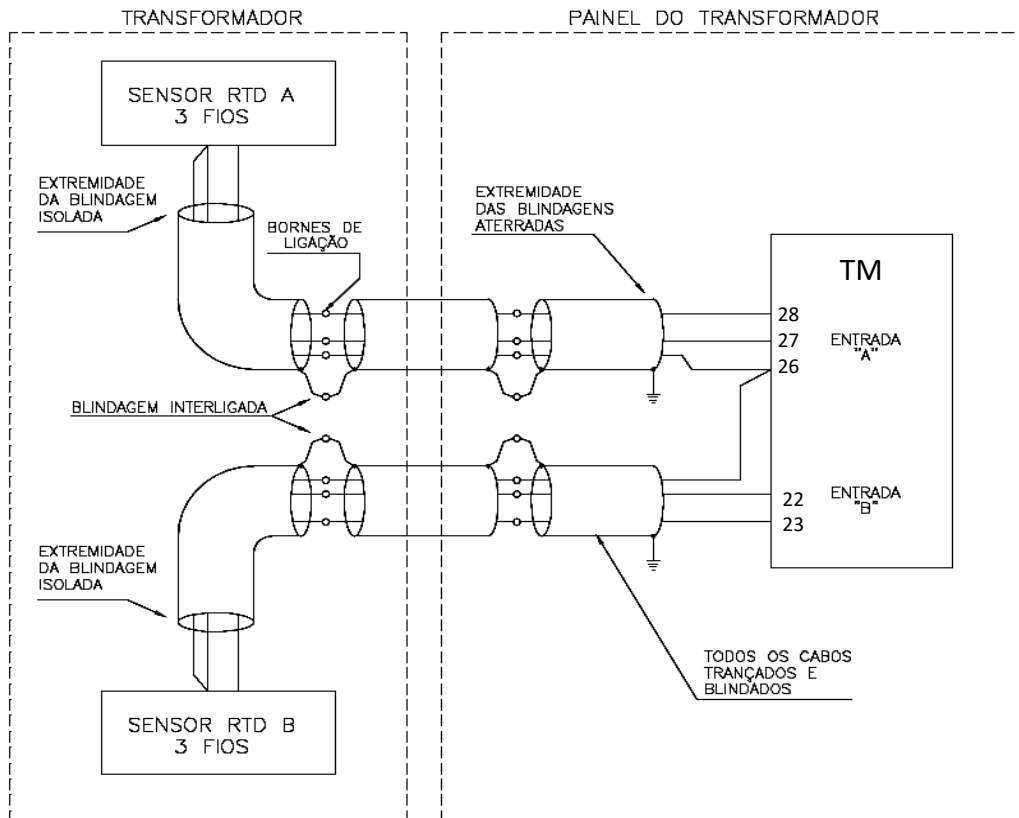 TRANSFORMADOR
PAINEL DO TRANSFORMADOR
SENSOR RTD A
3 FIOS
EXTREMIDADE
DA BLINDAGEM
ISOLADA
BORNES DE
LIGAÇÃO
EXTREMIDADE
DAS BLINDAGENS
ATERRADAS
TM
28
27
26
ENTRADA
"A"
BLINDAGEM INTERLIGADA
22
23
ENTRADA
"B"
EXTREMIDADE
DA BLINDAGEM
ISOLADA
TODOS OS CABOS
TRANÇADOS E
BLINDADOS
SENSOR RTD B
3 FIOS